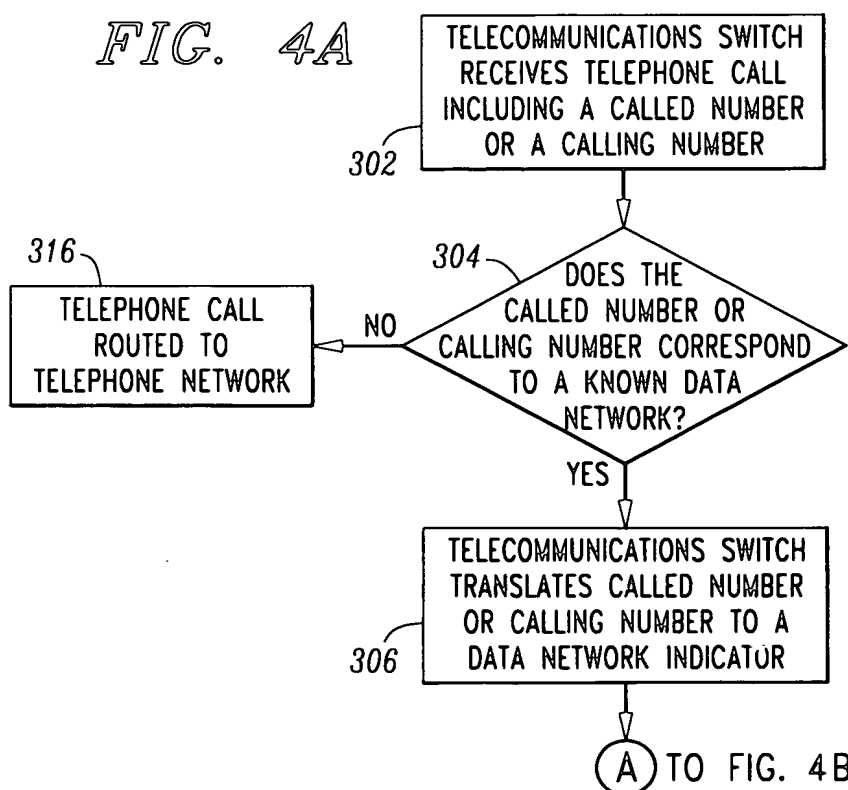 FIG. 4A
TELECOMMUNICATIONS SWITCH
RECEIVES TELEPHONE CALL
INCLUDING A CALLED NUMBER
OR A CALLING NUMBER
302
316
TELEPHONE CALL
ROUTED TO
TELEPHONE NETWORK
NO
304
DOES THE
CALLED NUMBER OR
CALLING NUMBER CORRESPOND
TO A KNOWN DATA
NETWORK?
YES
TELECOMMUNICATIONS SWITCH
TRANSLATES CALLED NUMBER
OR CALLING NUMBER TO A
DATA NETWORK INDICATOR
306
A TO FIG. 4B